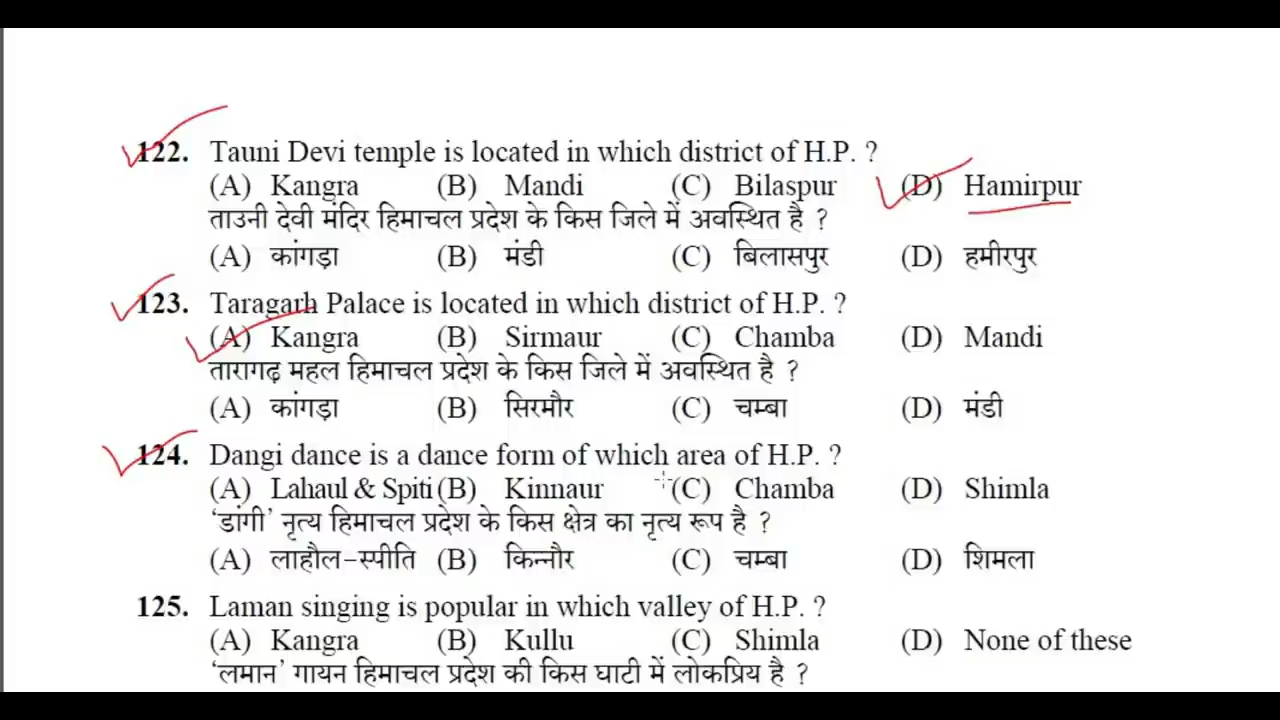 122. Tauni Devi temple is located in which district of H.P. ?
(A) Kangra (B) Mandi (C) Bilaspur (D) Hamirpur
ताउनी देवी मंदिर हिमाचल प्रदेश के किस जिले में अवस्थित है ?
(A) कांगड़ा (B) मंडी (C) बिलासपुर (D) हमीरपुर
123. Taragarh Palace is located in which district of H.P. ?
(A) Kangra (B) Sirmaur (C) Chamba (D) Mandi
तारागढ़ महल हिमाचल प्रदेश के किस जिले में अवस्थित है ?
(A) कांगड़ा (B) सिरमौर (C) चम्बा (D) मंडी
124. Dangi dance is a dance form of which area of H.P. ?
(A) Lahaul & Spiti (B) Kinnaur (C) Chamba (D) Shimla
‘डांगी’ नृत्य हिमाचल प्रदेश के किस क्षेत्र का नृत्य रूप है ?
(A) लाहौल-स्पीति (B) किन्नौर (C) चम्बा (D) शिमला
125. Laman singing is popular in which valley of H.P. ?
(A) Kangra (B) Kullu (C) Shimla (D) None of these
‘लमान’ गायन हिमाचल प्रदेश की किस घाटी में लोकप्रिय है ?